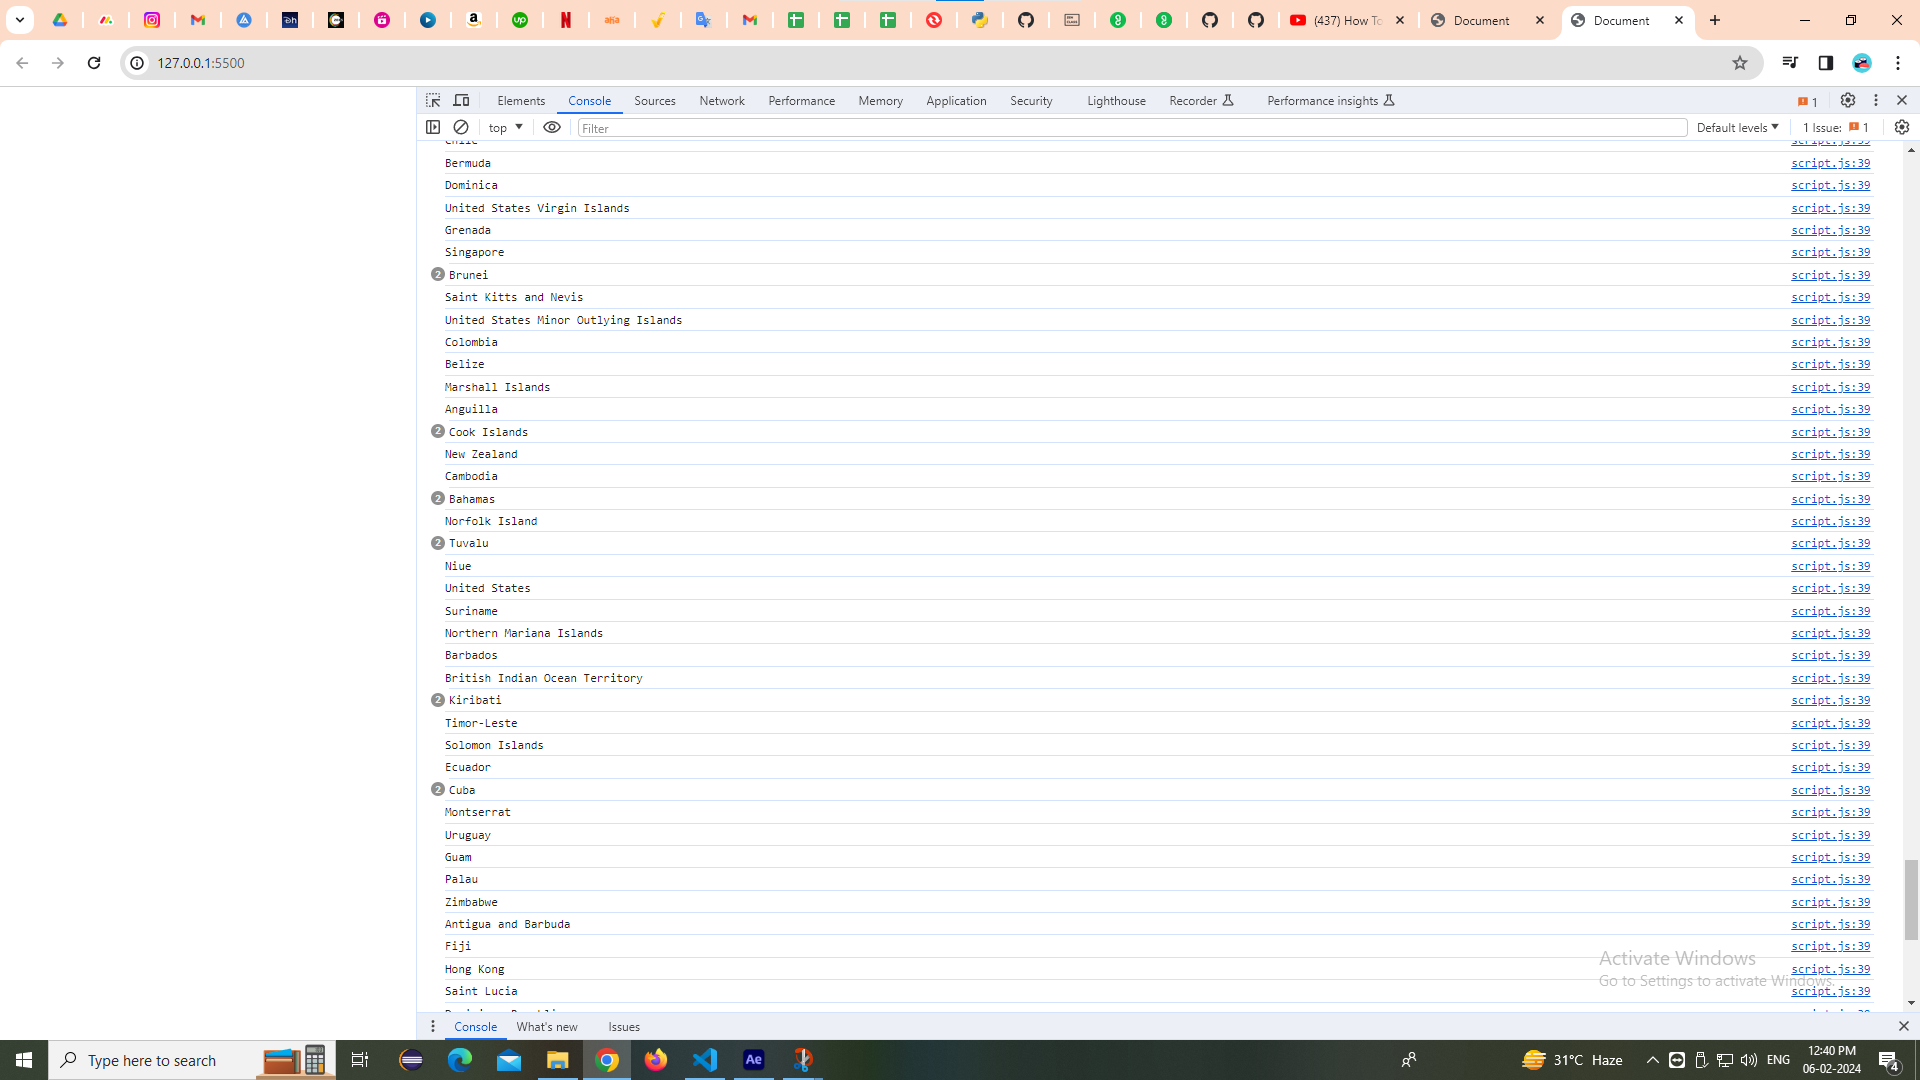 (437) How To
Document
Document
127.0.0.1:5500
Elements Console Sources Network Performance Memory Application Security Lighthouse Recorder Performance insights 1
top Filter Default levels 1 Issue: 1
Chile script.js:39
Bermuda script.js:39
Dominica script.js:39
United States Virgin Islands script.js:39
Grenada script.js:39
Singapore script.js:39
2 Brunei script.js:39
Saint Kitts and Nevis script.js:39
United States Minor Outlying Islands script.js:39
Colombia script.js:39
Belize script.js:39
Marshall Islands script.js:39
Anguilla script.js:39
2 Cook Islands script.js:39
New Zealand script.js:39
Cambodia script.js:39
2 Bahamas script.js:39
Norfolk Island script.js:39
2 Tuvalu script.js:39
Niue script.js:39
United States script.js:39
Suriname script.js:39
Northern Mariana Islands script.js:39
Barbados script.js:39
British Indian Ocean Territory script.js:39
2 Kiribati script.js:39
Timor-Leste script.js:39
Solomon Islands script.js:39
Ecuador script.js:39
2 Cuba script.js:39
Montserrat script.js:39
Uruguay script.js:39
Guam script.js:39
Palau script.js:39
Zimbabwe script.js:39
Antigua and Barbuda script.js:39
Fiji script.js:39
Hong Kong script.js:39
Saint Lucia script.js:39
Activate Windows
Go to Settings to activate Windows.
Console What's new Issues
Type here to search
Ae
31°C Haze
ENG
12:40 PM
06-02-2024
4